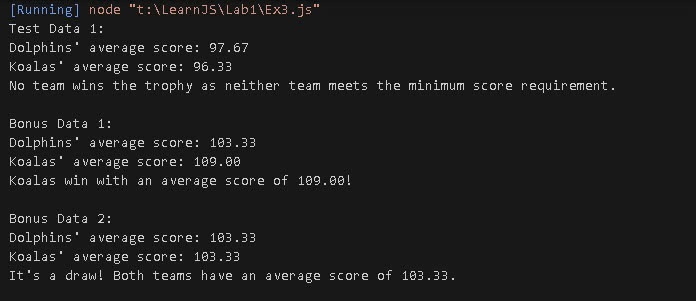 [Running] node "t:\LearnJS\Lab1\Ex3.js"
Test Data 1:
Dolphins' average score: 97.67
Koalas' average score: 96.33
No team wins the trophy as neither team meets the minimum score requirement.
Bonus Data 1:
Dolphins' average score: 103.33
Koalas' average score: 109.00
Koalas win with an average score of 109.00!
Bonus Data 2:
Dolphins' average score: 103.33
Koalas' average score: 103.33
It's a draw! Both teams have an average score of 103.33.